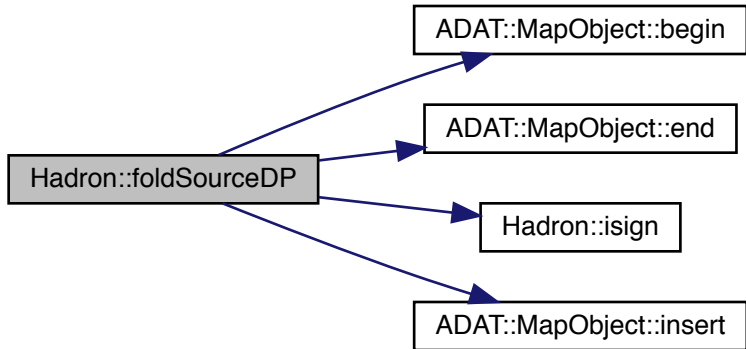 ADAT::MapObject::begin
ADAT::MapObject::end
Hadron::foldSourceDP
Hadron::isign
ADAT::MapObject::insert